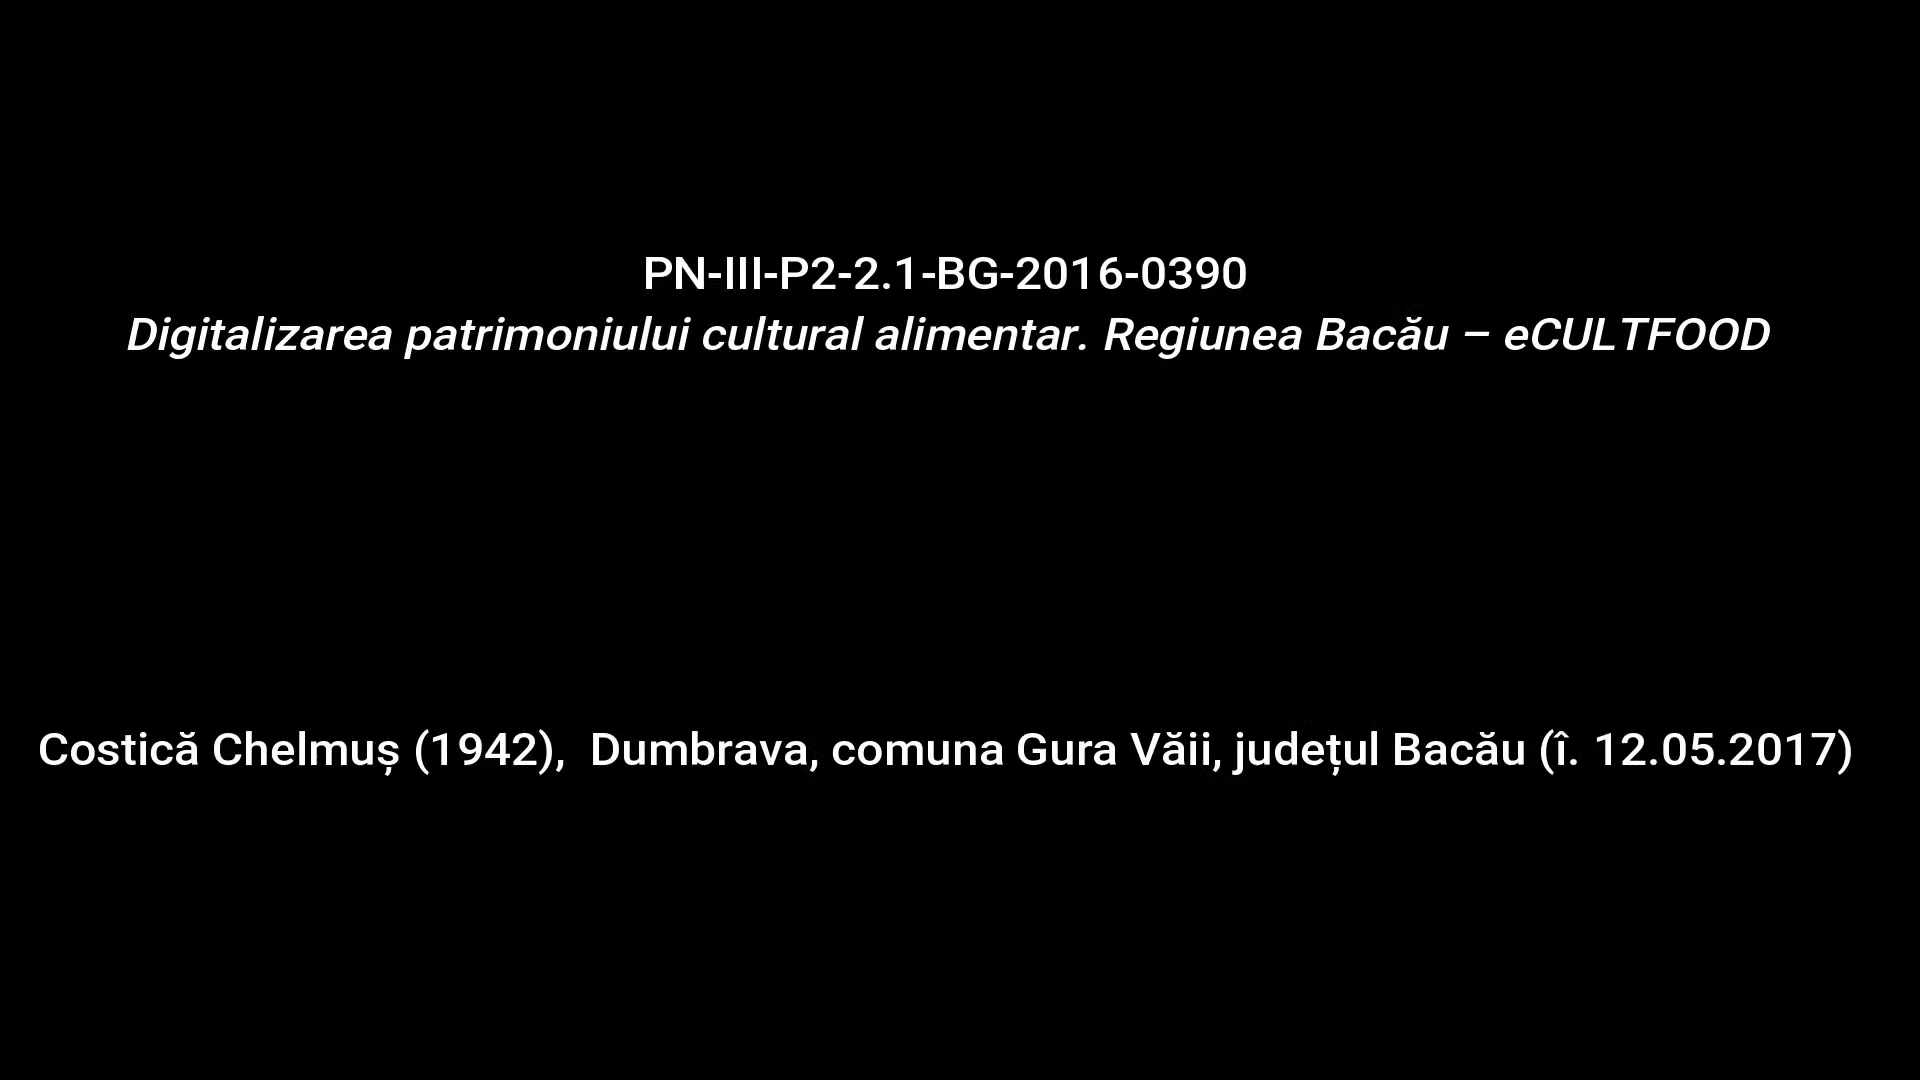 PN-III-P2-2.1-BG-2016-0390
Digitalizarea patrimoniului cultural alimentar. Regiunea Bacău – eCULTFOOD
Costică Chelmuș (1942),  Dumbrava, comuna Gura Văii, județul Bacău (î. 12.05.2017)